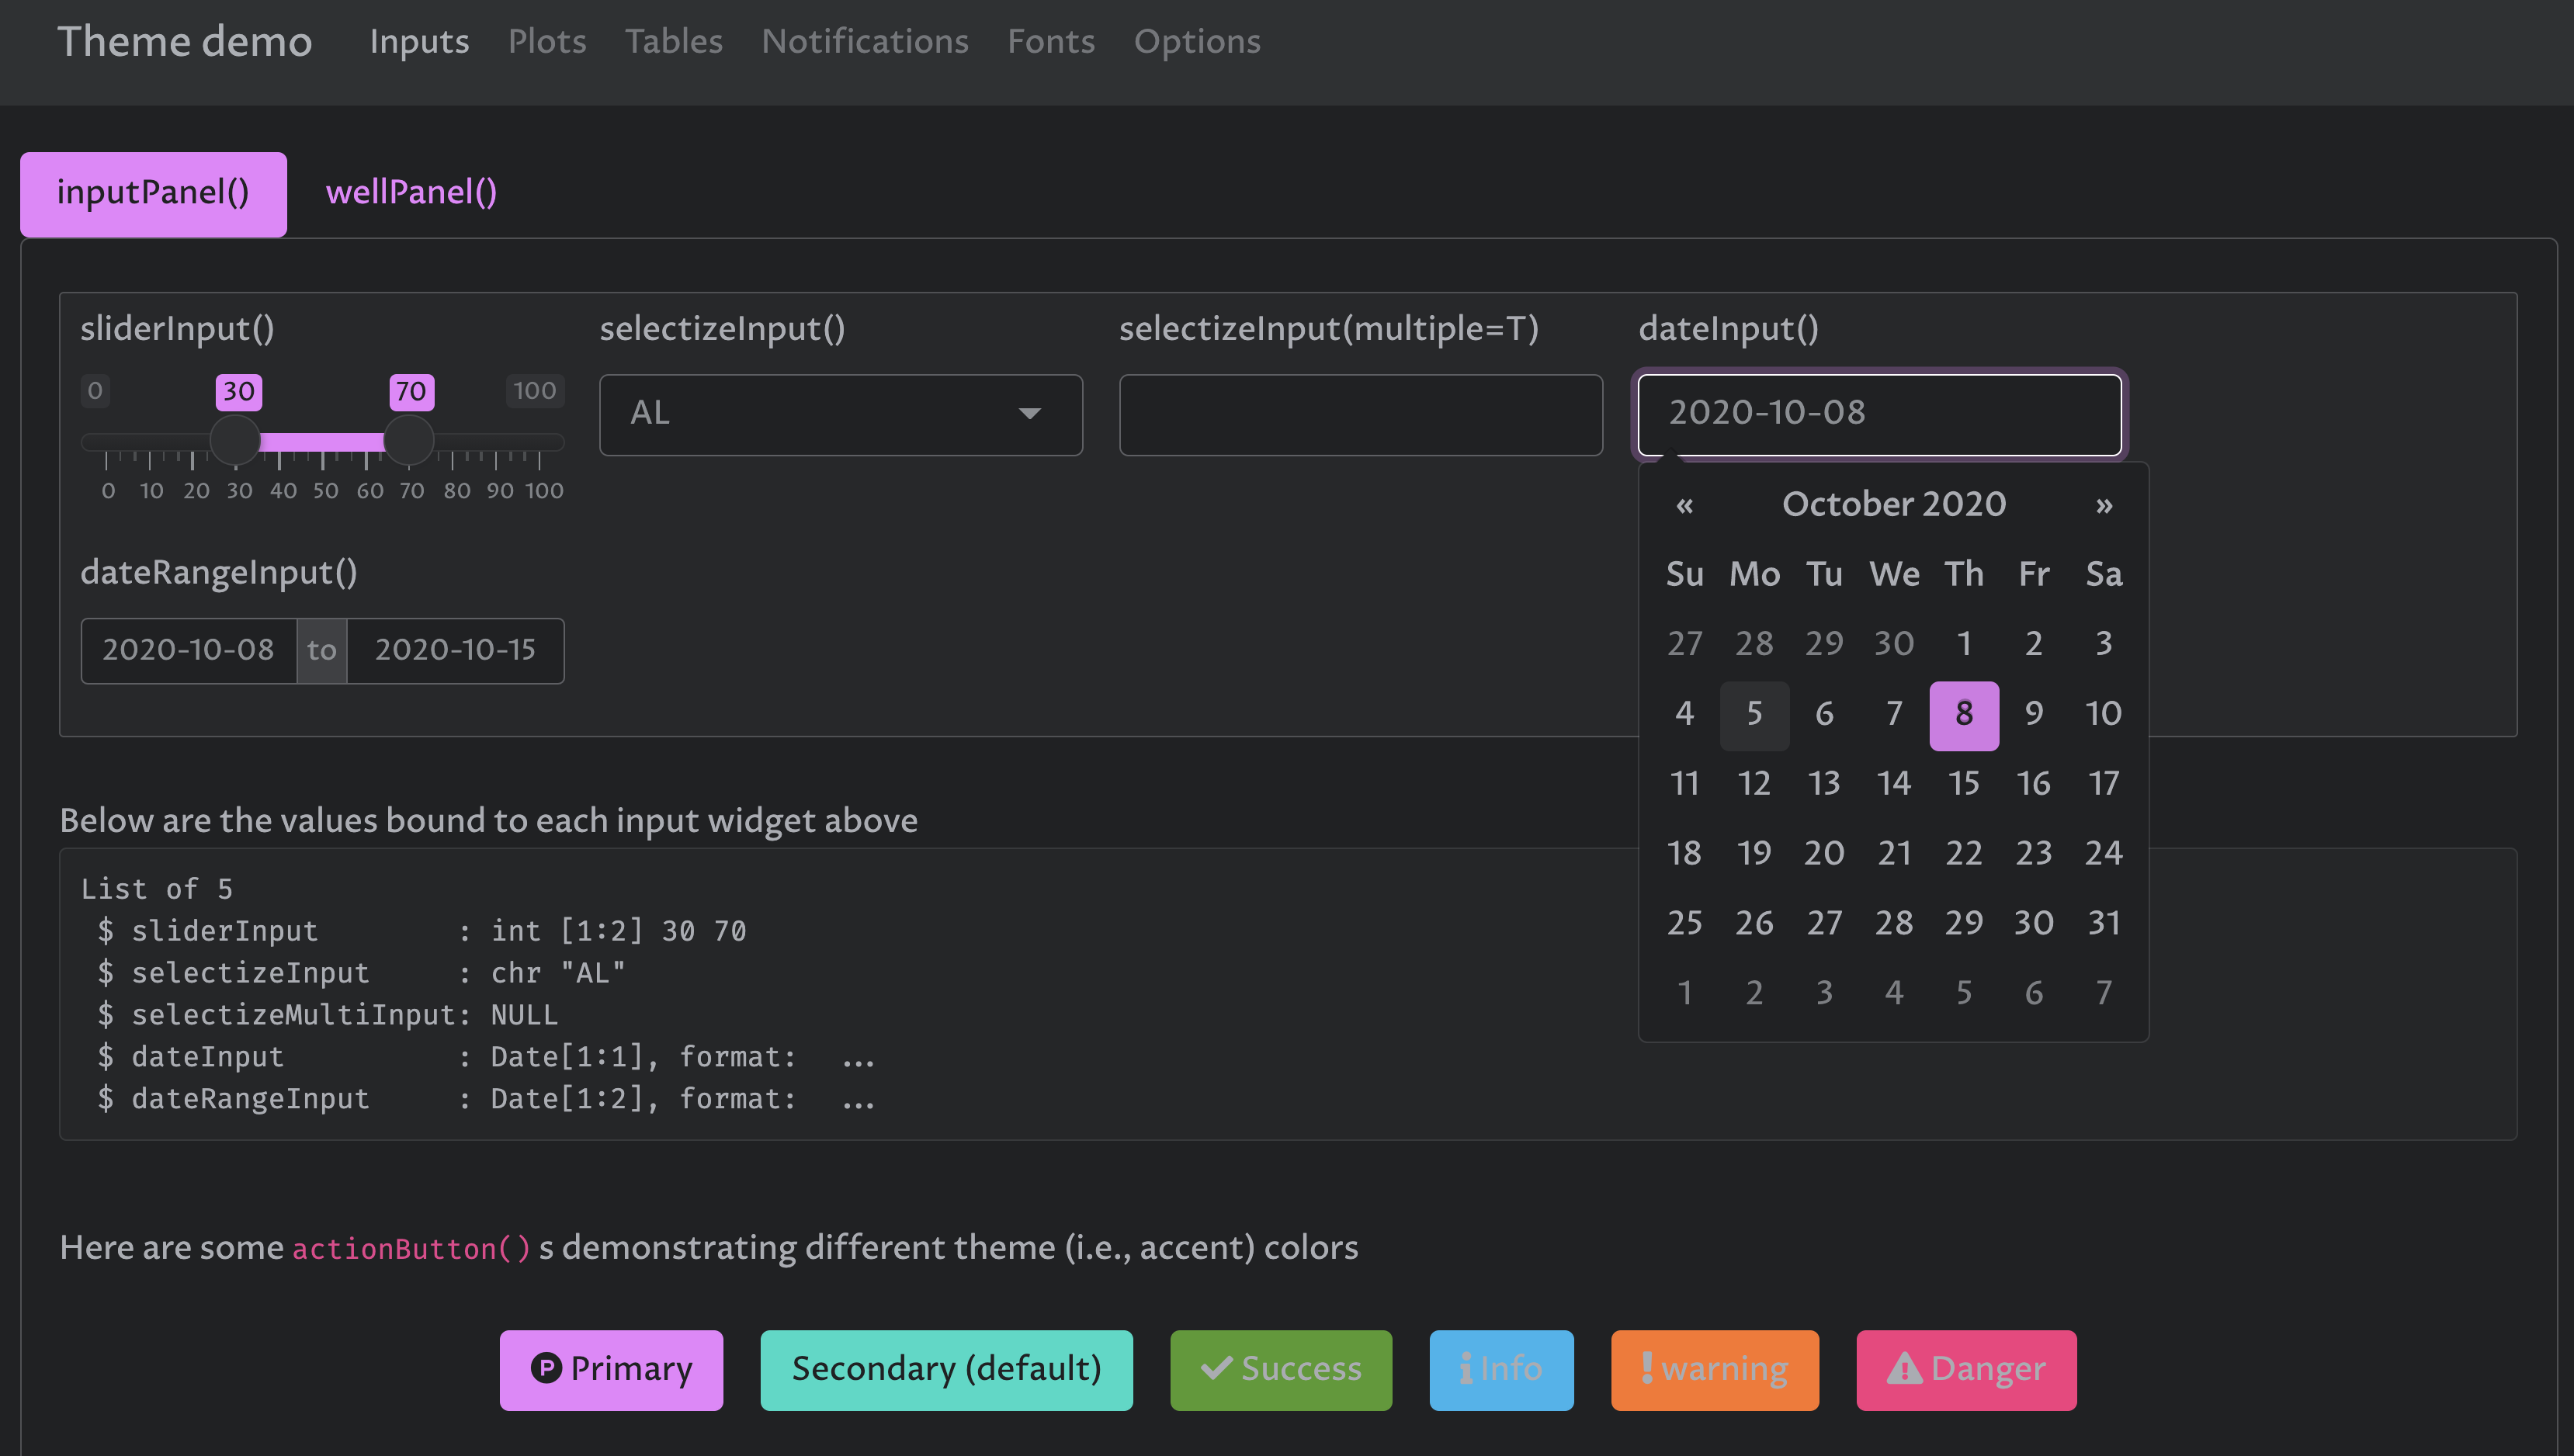 Theme demo Inputs Plots Tables Notifications Fonts Options
inputPanel() wellPanel()
sliderInput() selectizeInput() selectizeInput(multiple=T) dateInput()
0 30 70 100
AL
2020-10-08
0 10 20 30 40 50 60 70 80 90 100
« October 2020 »
Su Mo Tu We Th Fr Sa
27 28 29 30 1 2 3
4 5 6 7 8 9 10
11 12 13 14 15 16 17
18 19 20 21 22 23 24
25 26 27 28 29 30 31
1 2 3 4 5 6 7
dateRangeInput()
2020-10-08 to 2020-10-15
Below are the values bound to each input widget above
List of 5
 $ sliderInput        : int [1:2] 30 70
 $ selectizeInput     : chr "AL"
 $ selectizeMultiInput: NULL
 $ dateInput          : Date[1:1], format:  ...
 $ dateRangeInput     : Date[1:2], format:  ...
Here are some actionButton() s demonstrating different theme (i.e., accent) colors
P Primary Secondary (default) Success Info warning Danger